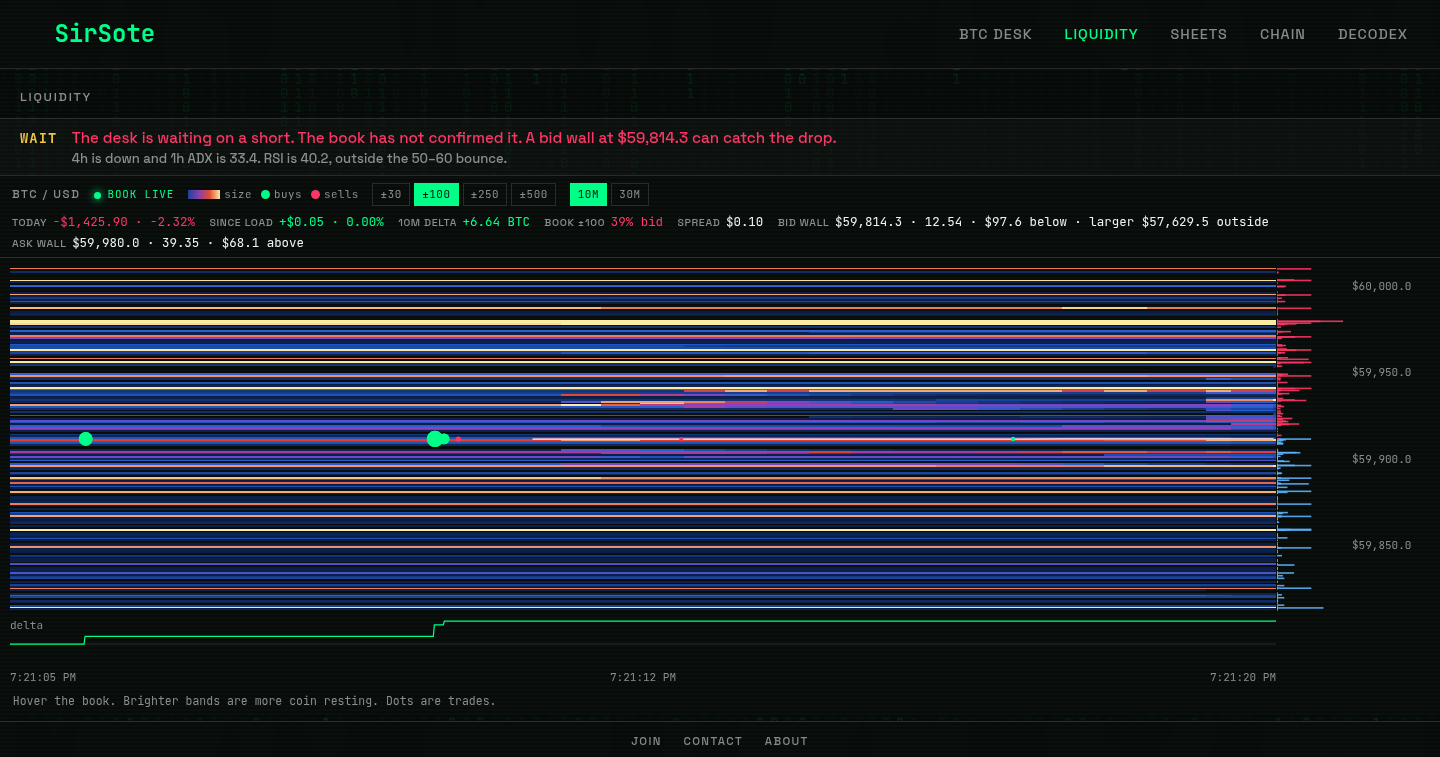 SirSote
BTC DESK LIQUIDITY SHEETS CHAIN DECODEX
LIQUIDITY
WAIT The desk is waiting on a short. The book has not confirmed it. A bid wall at $59,814.3 can catch the drop.
4h is down and 1h ADX is 33.4. RSI is 40.2, outside the 50–60 bounce.
BTC / USD BOOK LIVE size buys sells ±30 ±100 ±250 ±500 10M 30M
TODAY -$1,425.90 · -2.32% SINCE LOAD +$0.05 · 0.00% 10M DELTA +6.64 BTC BOOK ±100 39% bid SPREAD $0.10 BID WALL $59,814.3 · 12.54 · $97.6 below · larger $57,629.5 outside
ASK WALL $59,980.0 · 39.35 · $68.1 above
$60,000.0
$59,950.0
$59,900.0
$59,850.0
delta
7:21:05 PM 7:21:12 PM 7:21:20 PM
Hover the book. Brighter bands are more coin resting. Dots are trades.
JOIN CONTACT ABOUT